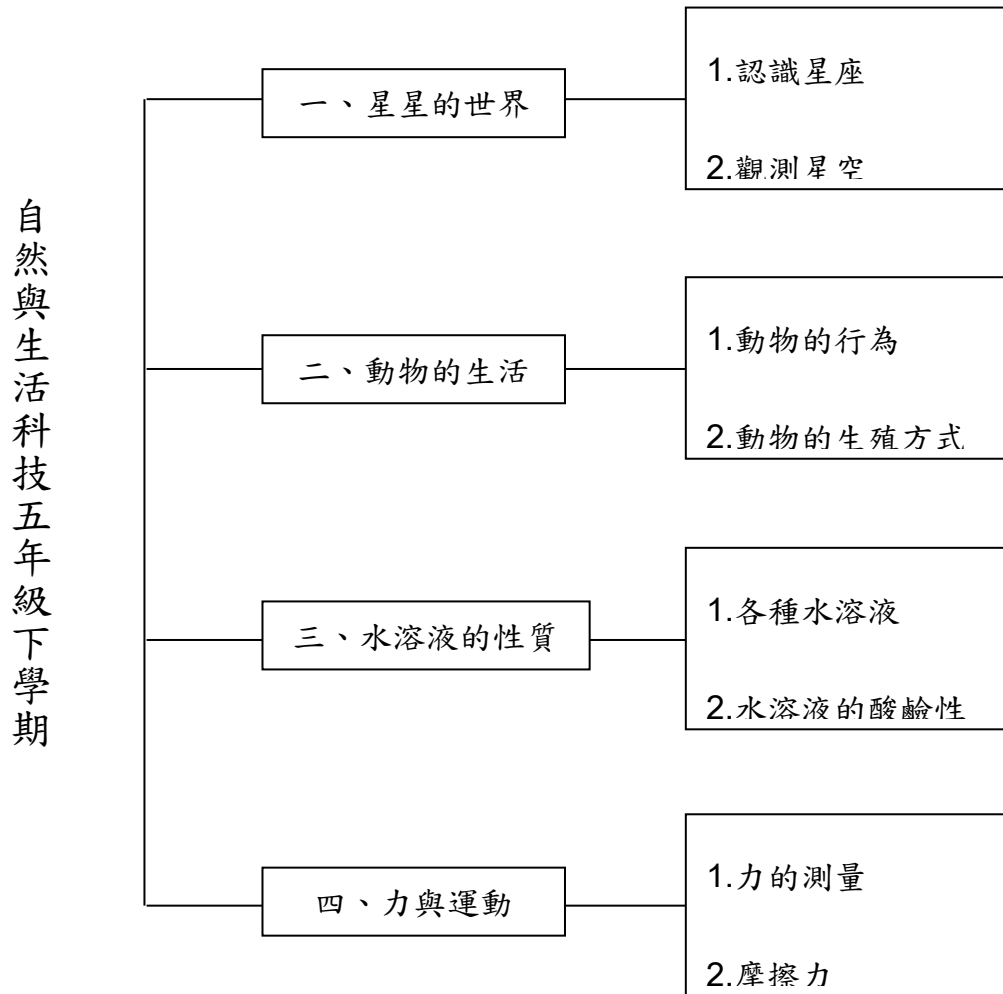 自然與生活科技五年級下學期
一、星星的世界
1.認識星座
2.觀測星空
二、動物的生活
1.動物的行為
2.動物的生殖方式
三、水溶液的性質
1.各種水溶液
2.水溶液的酸鹼性
四、力與運動
1.力的測量
2.摩擦力